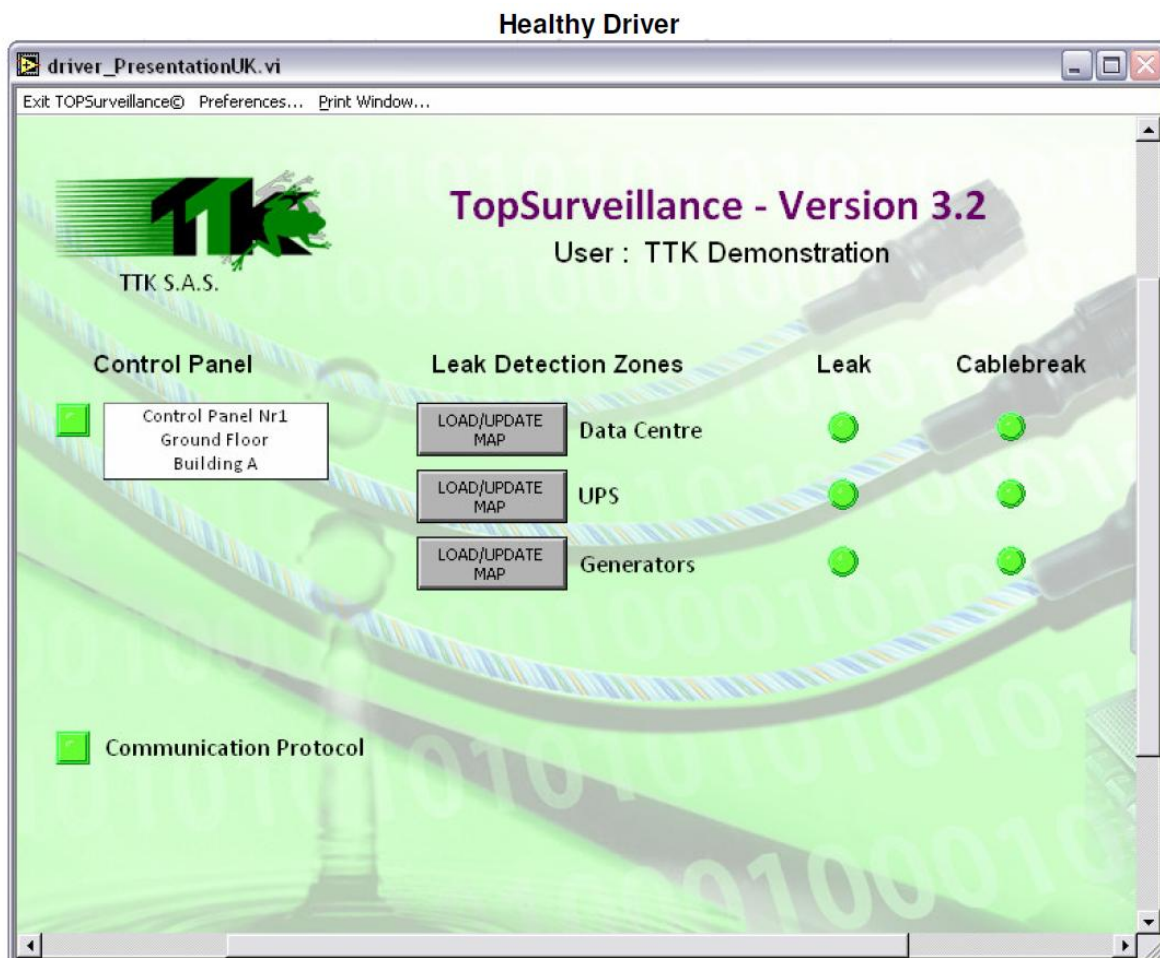 Healthy Driver
driver_PresentationUK.vi
Exit TOPSurveillance© Preferences... Print Window...
TTK
TopSurveillance - Version 3.2
User : TTK Demonstration
TTK S.A.S.
Control Panel
Leak Detection Zones
Leak
Cablebreak
Control Panel Nr1
Ground Floor
Building A
LOAD/UPDATE
MAP
Data Centre
LOAD/UPDATE
MAP
UPS
LOAD/UPDATE
MAP
Generators
Communication Protocol